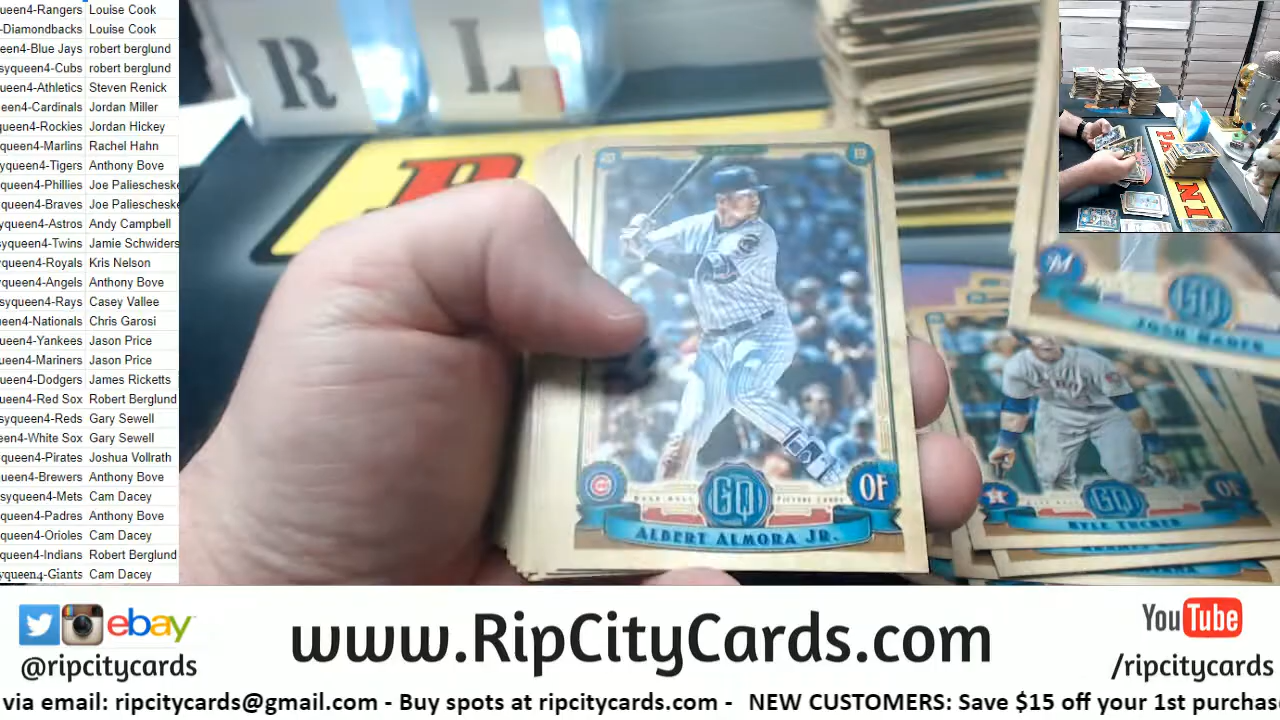 ueen4-Rangers Louise Cook
-Diamondbacks Louise Cook
een4-Blue Jays robert berglund
syqueen4-Cubs robert berglund
ueen4-Athletics Steven Renick
een4-Cardinals Jordan Miller
queen4-Rockies Jordan Hickey
queen4-Marlins Rachel Hahn
syqueen4-Tigers Anthony Bove
queen4-Phillies Joe Paliescheske
ueen4-Braves Joe Paliescheske
yqueen4-Astros Andy Campbell
yqueen4-Twins Jamie Schwiders
yqueen4-Royals Kris Nelson
queen4-Angels Anthony Bove
syqueen4-Rays Casey Vallee
ueen4-Nationals Chris Garosi
ueen4-Yankees Jason Price
ueen4-Mariners Jason Price
ueen4-Dodgers James Ricketts
ueen4-Red Sox Robert Berglund
syqueen4-Reds Gary Sewell
een4-White Sox Gary Sewell
yqueen4-Pirates Joshua Vollrath
ueen4-Brewers Anthony Bove
syqueen4-Mets Cam Dacey
queen4-Padres Anthony Bove
queen4-Orioles Cam Dacey
queen4-Indians Robert Berglund
yqueen4-Giants Cam Dacey
R L
M
GQ
JOSH HADER
GQ OF
ALBERT ALMORA JR.
GQ OF
KYLE TUCKER
ebay
@ripcitycards
www.RipCityCards.com
YouTube
/ripcitycards
via email: ripcitycards@gmail.com - Buy spots at ripcitycards.com - NEW CUSTOMERS: Save $15 off your 1st purchas